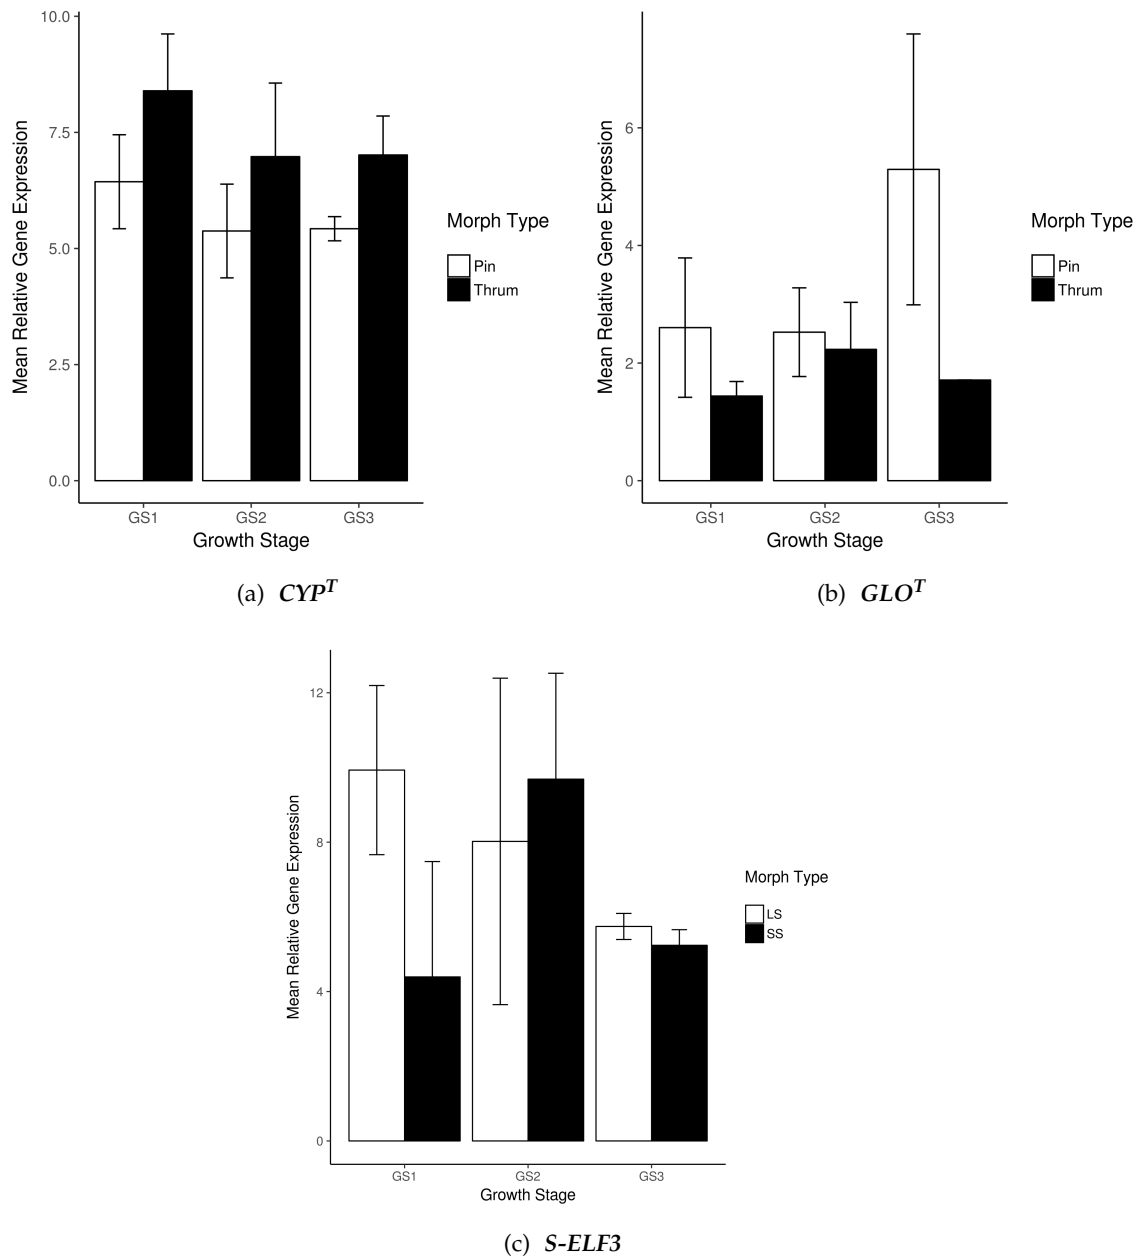 Mean Relative Gene Expression
10.0
7.5
5.0
2.5
0.0
GS1 GS2 GS3
Growth Stage
Morph Type
Pin
Thrum
(a) CYP^T
Mean Relative Gene Expression
6
4
2
0
GS1 GS2 GS3
Growth Stage
Morph Type
Pin
Thrum
(b) GLO^T
Mean Relative Gene Expression
12
8
4
0
GS1 GS2 GS3
Growth Stage
Morph Type
LS
SS
(c) S-ELF3